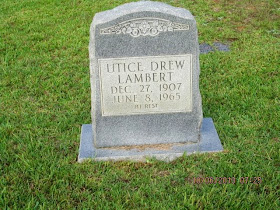 UTICE DREW
LAMBERT
DEC. 27, 1907
JUNE 8, 1965
AT REST